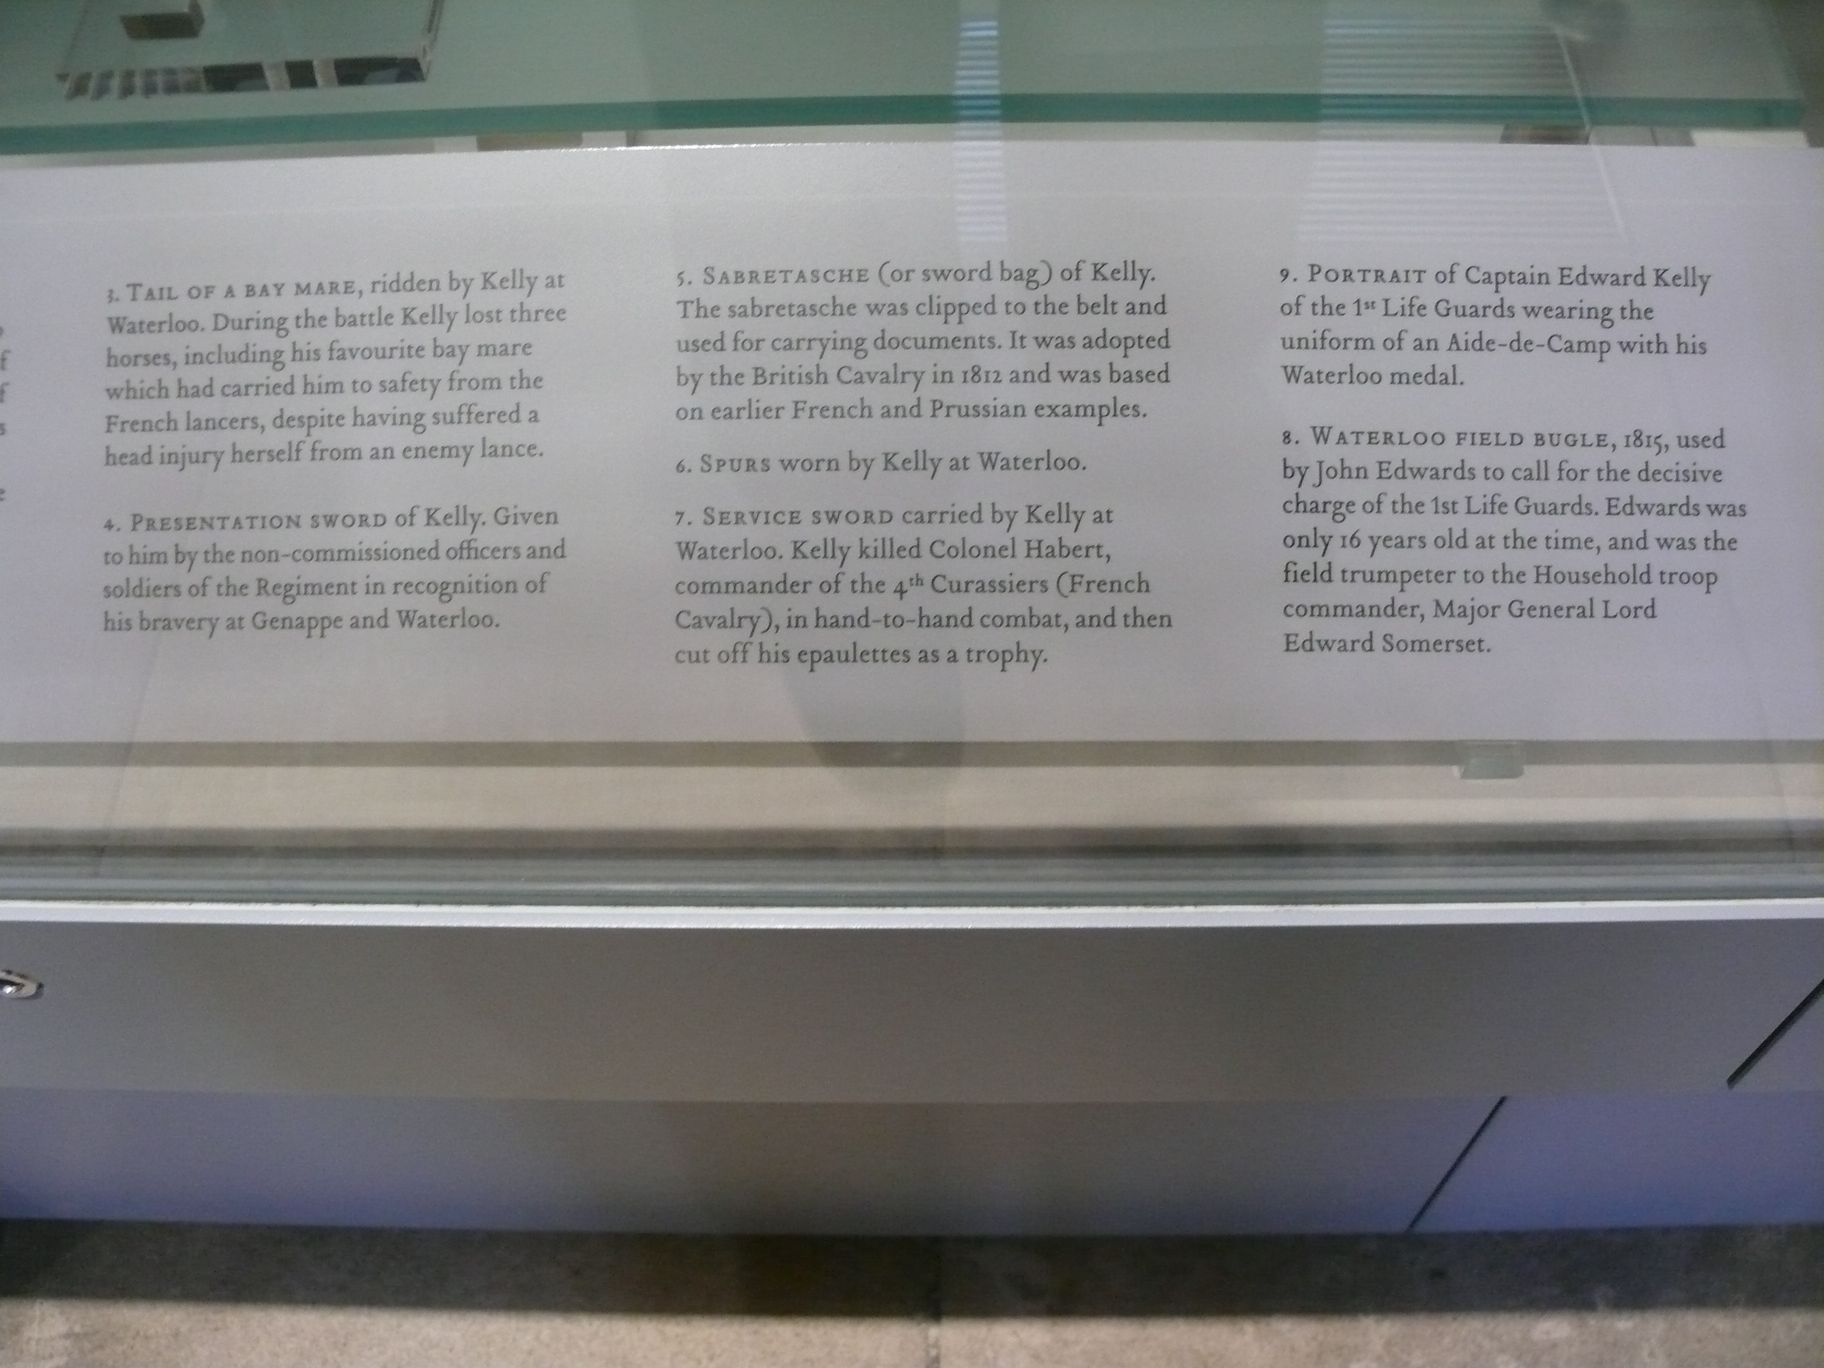 3. TAIL OF A BAY MARE, ridden by Kelly at
Waterloo. During the battle Kelly lost three
horses, including his favourite bay mare
which had carried him to safety from the
French lancers, despite having suffered a
head injury herself from an enemy lance.
4. PRESENTATION SWORD of Kelly. Given
to him by the non-commissioned officers and
soldiers of the Regiment in recognition of
his bravery at Genappe and Waterloo.
5. SABRETASCHE (or sword bag) of Kelly.
The sabretasche was clipped to the belt and
used for carrying documents. It was adopted
by the British Cavalry in 1812 and was based
on earlier French and Prussian examples.
6. SPURS worn by Kelly at Waterloo.
7. SERVICE SWORD carried by Kelly at
Waterloo. Kelly killed Colonel Habert,
commander of the 4th Curassiers (French
Cavalry), in hand-to-hand combat, and then
cut off his epaulettes as a trophy.
9. PORTRAIT of Captain Edward Kelly
of the 1st Life Guards wearing the
uniform of an Aide-de-Camp with his
Waterloo medal.
8. WATERLOO FIELD BUGLE, 1815, used
by John Edwards to call for the decisive
charge of the 1st Life Guards. Edwards was
only 16 years old at the time, and was the
field trumpeter to the Household troop
commander, Major General Lord
Edward Somerset.